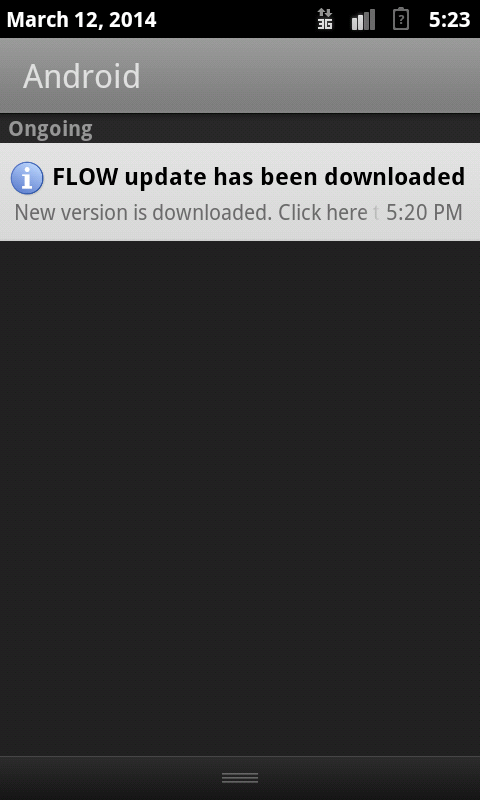 March 12, 2014 3G 5:23
Android
Ongoing
FLOW update has been downloaded
New version is downloaded. Click here t 5:20 PM